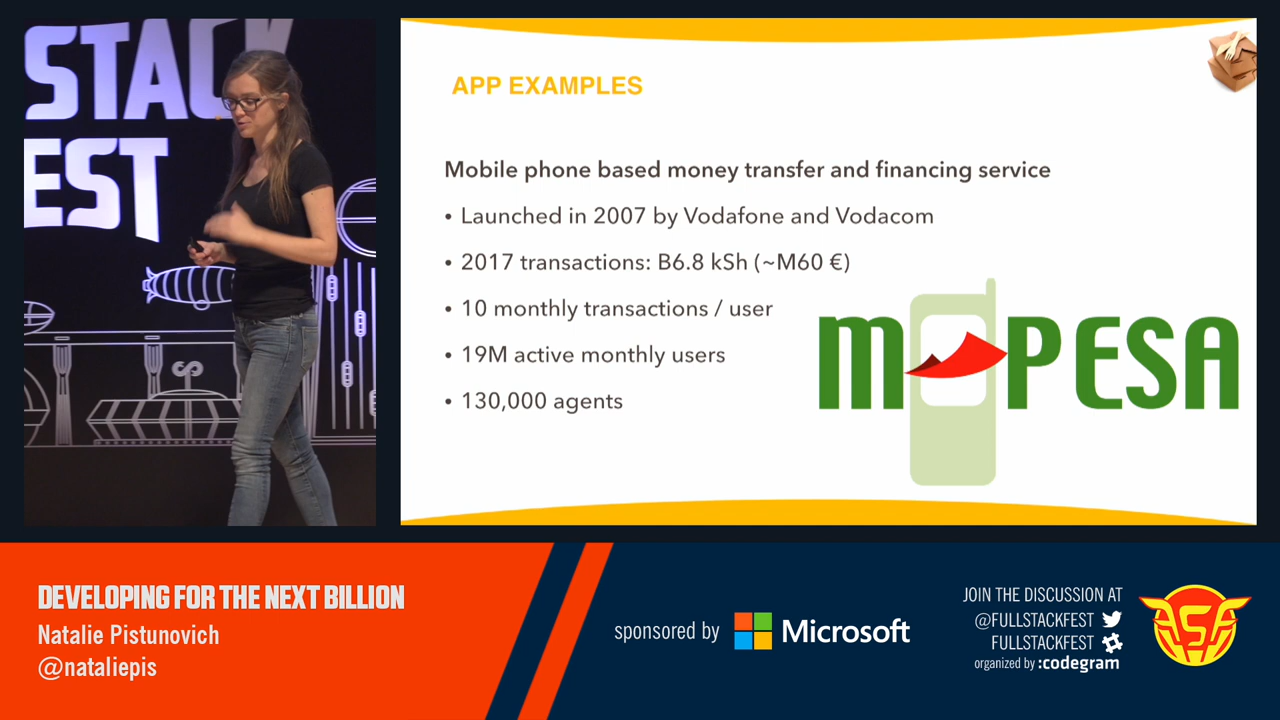 STACK
EST
APP EXAMPLES
Mobile phone based money transfer and financing service
• Launched in 2007 by Vodafone and Vodacom
• 2017 transactions: B6.8 kSh (~M60 €)
• 10 monthly transactions / user
• 19M active monthly users
• 130,000 agents
M PESA
DEVELOPING FOR THE NEXT BILLION
Natalie Pistunovich
@nataliepis
sponsored by Microsoft
JOIN THE DISCUSSION AT
@FULLSTACKFEST
FULLSTACKFEST
organized by :codegram
FSF